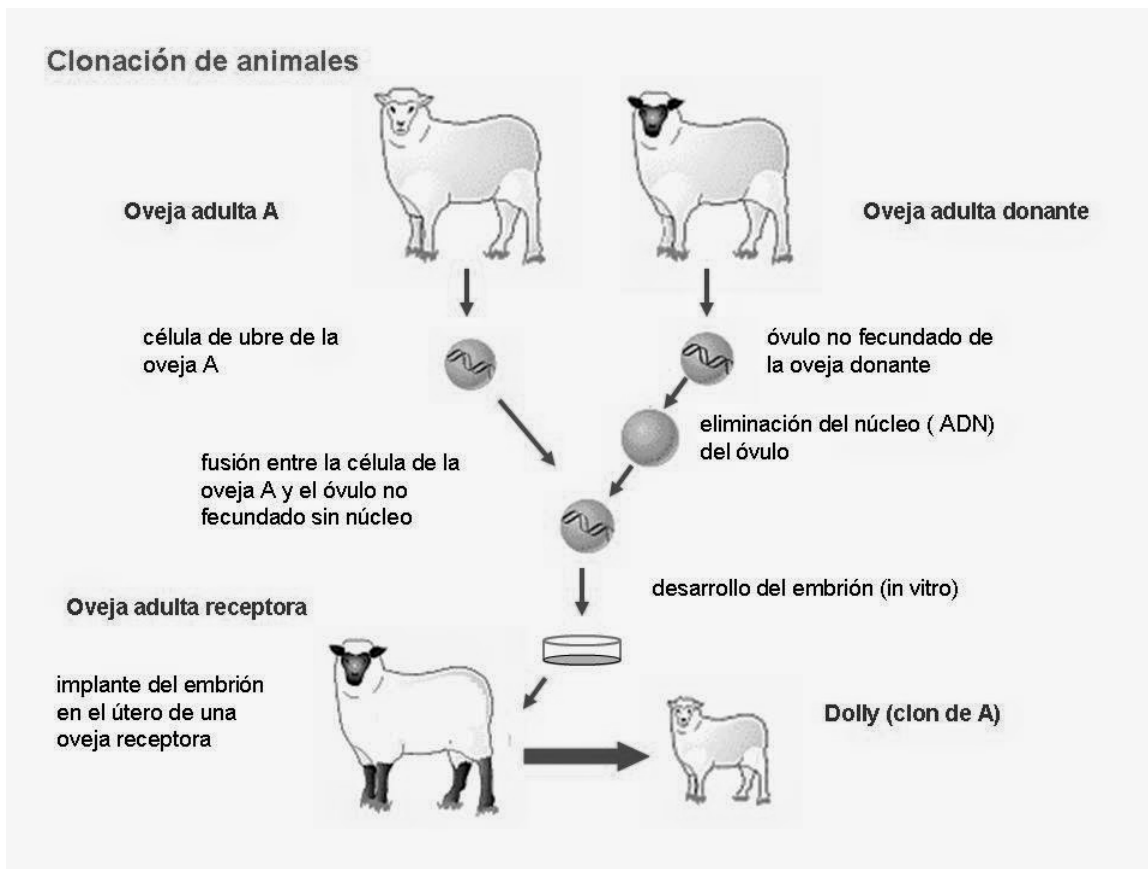 Clonación de animales
Oveja adulta A
Oveja adulta donante
célula de ubre de la
oveja A
óvulo no fecundado de
la oveja donante
eliminación del núcleo ( ADN)
del óvulo
fusión entre la célula de la
oveja A y el óvulo no
fecundado sin núcleo
desarrollo del embrión (in vitro)
Oveja adulta receptora
implante del embrión
en el útero de una
oveja receptora
Dolly (clon de A)